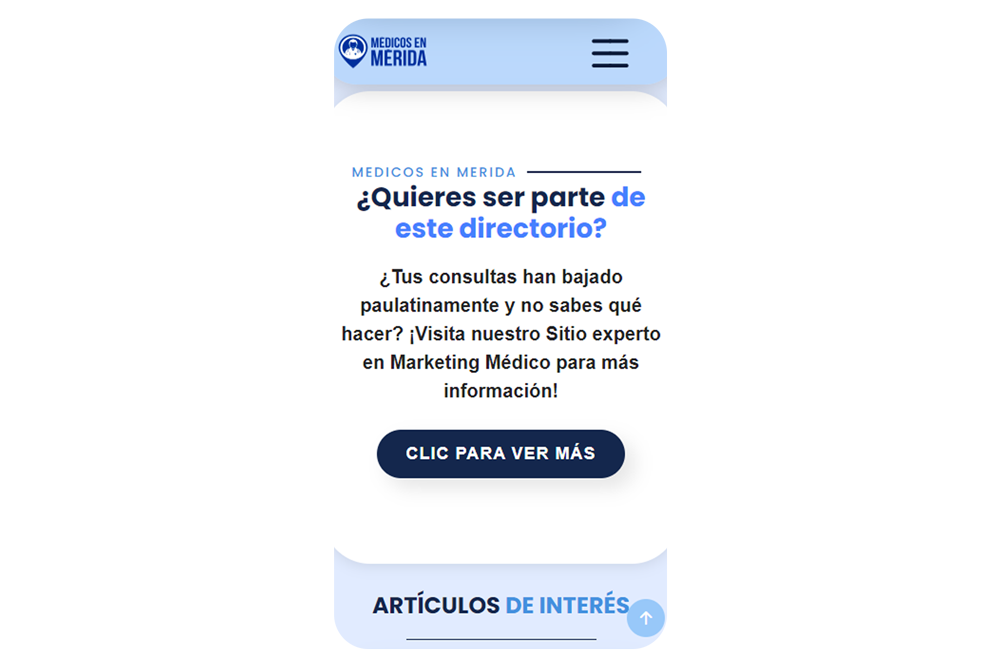 MEDICOS EN
MERIDA
MEDICOS EN MERIDA
¿Quieres ser parte de
este directorio?
¿Tus consultas han bajado
paulatinamente y no sabes qué
hacer? ¡Visita nuestro Sitio experto
en Marketing Médico para más
información!
CLIC PARA VER MÁS
ARTÍCULOS DE INTERÉS